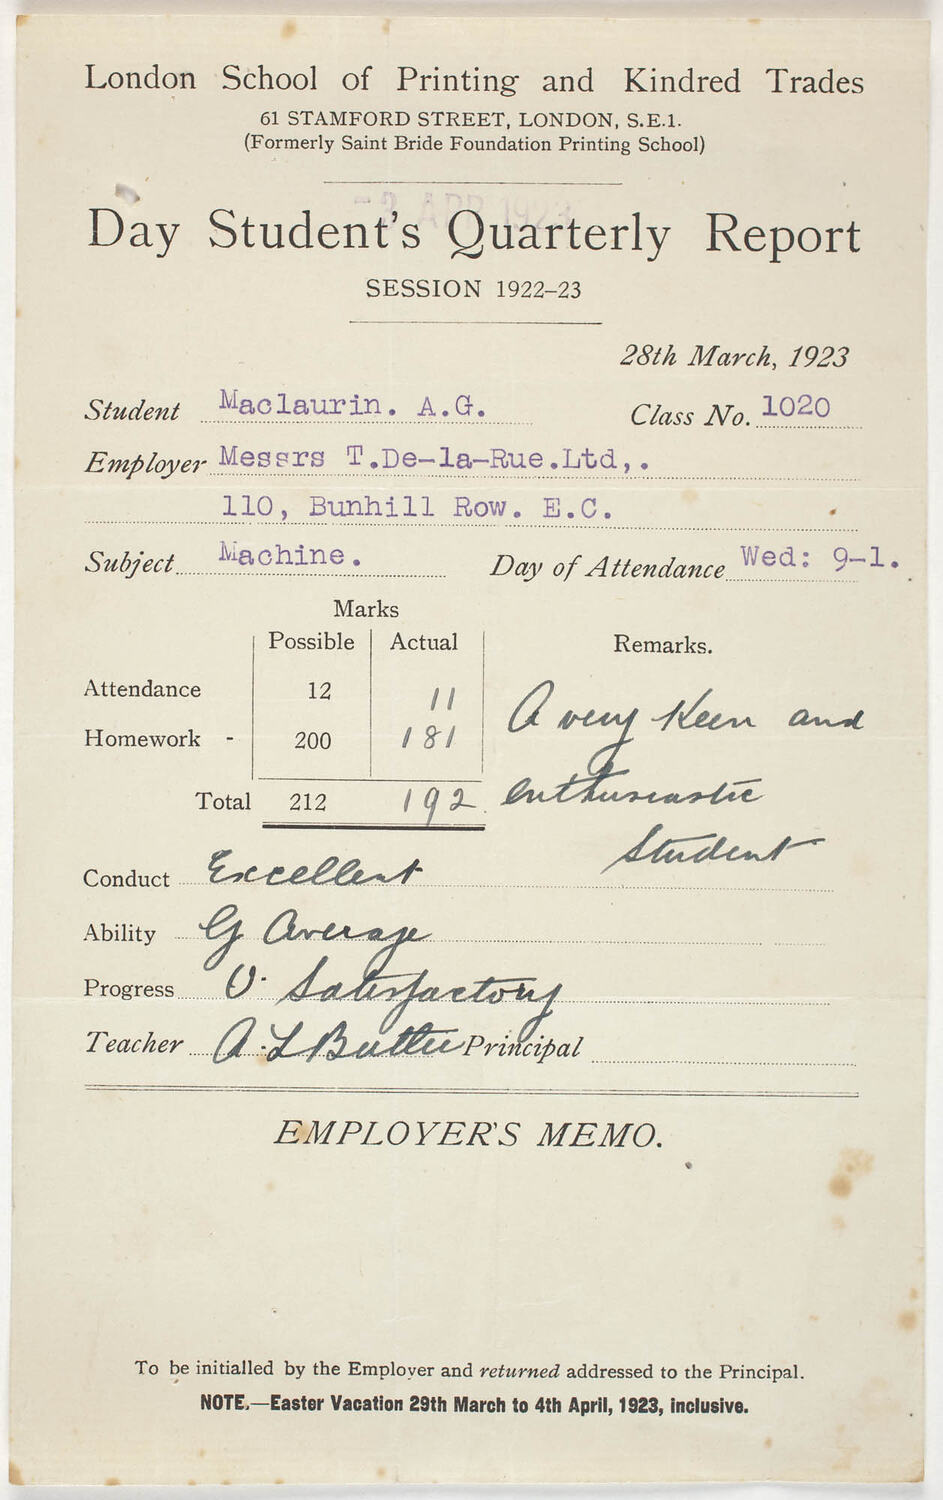 London School of Printing and Kindred Trades
61 STAMFORD STREET, LONDON, S.E.1.
(Formerly Saint Bride Foundation Printing School)
-3 APR 1923
Day Student's Quarterly Report
SESSION 1922–23
28th March, 1923
Student Maclaurin. A.G. Class No. 1020
Employer Messrs T.De-la-Rue.Ltd,.
110, Bunhill Row. E.C.
Subject Machine. Day of Attendance Wed: 9-1.
Marks
Possible Actual Remarks.
Attendance 12 11 A very keen and
Homework - 200 181
Total 212 192 enthusiastic
student
Conduct Excellent
Ability G Average
Progress V. Satisfactory
Teacher A. L Principal
EMPLOYER'S MEMO.
To be initialled by the Employer and returned addressed to the Principal.
NOTE.—Easter Vacation 29th March to 4th April, 1923, inclusive.